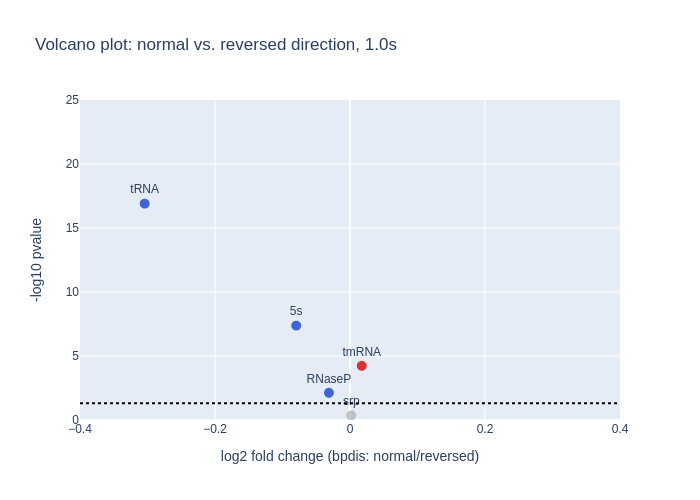 Volcano plot: normal vs. reversed direction, 1.0s
25
20
15
10
5
0
-log10 pvalue
tRNA
5s
tmRNA
RNaseP
srp
−0.4
−0.2
0
0.2
0.4
log2 fold change (bpdis: normal/reversed)